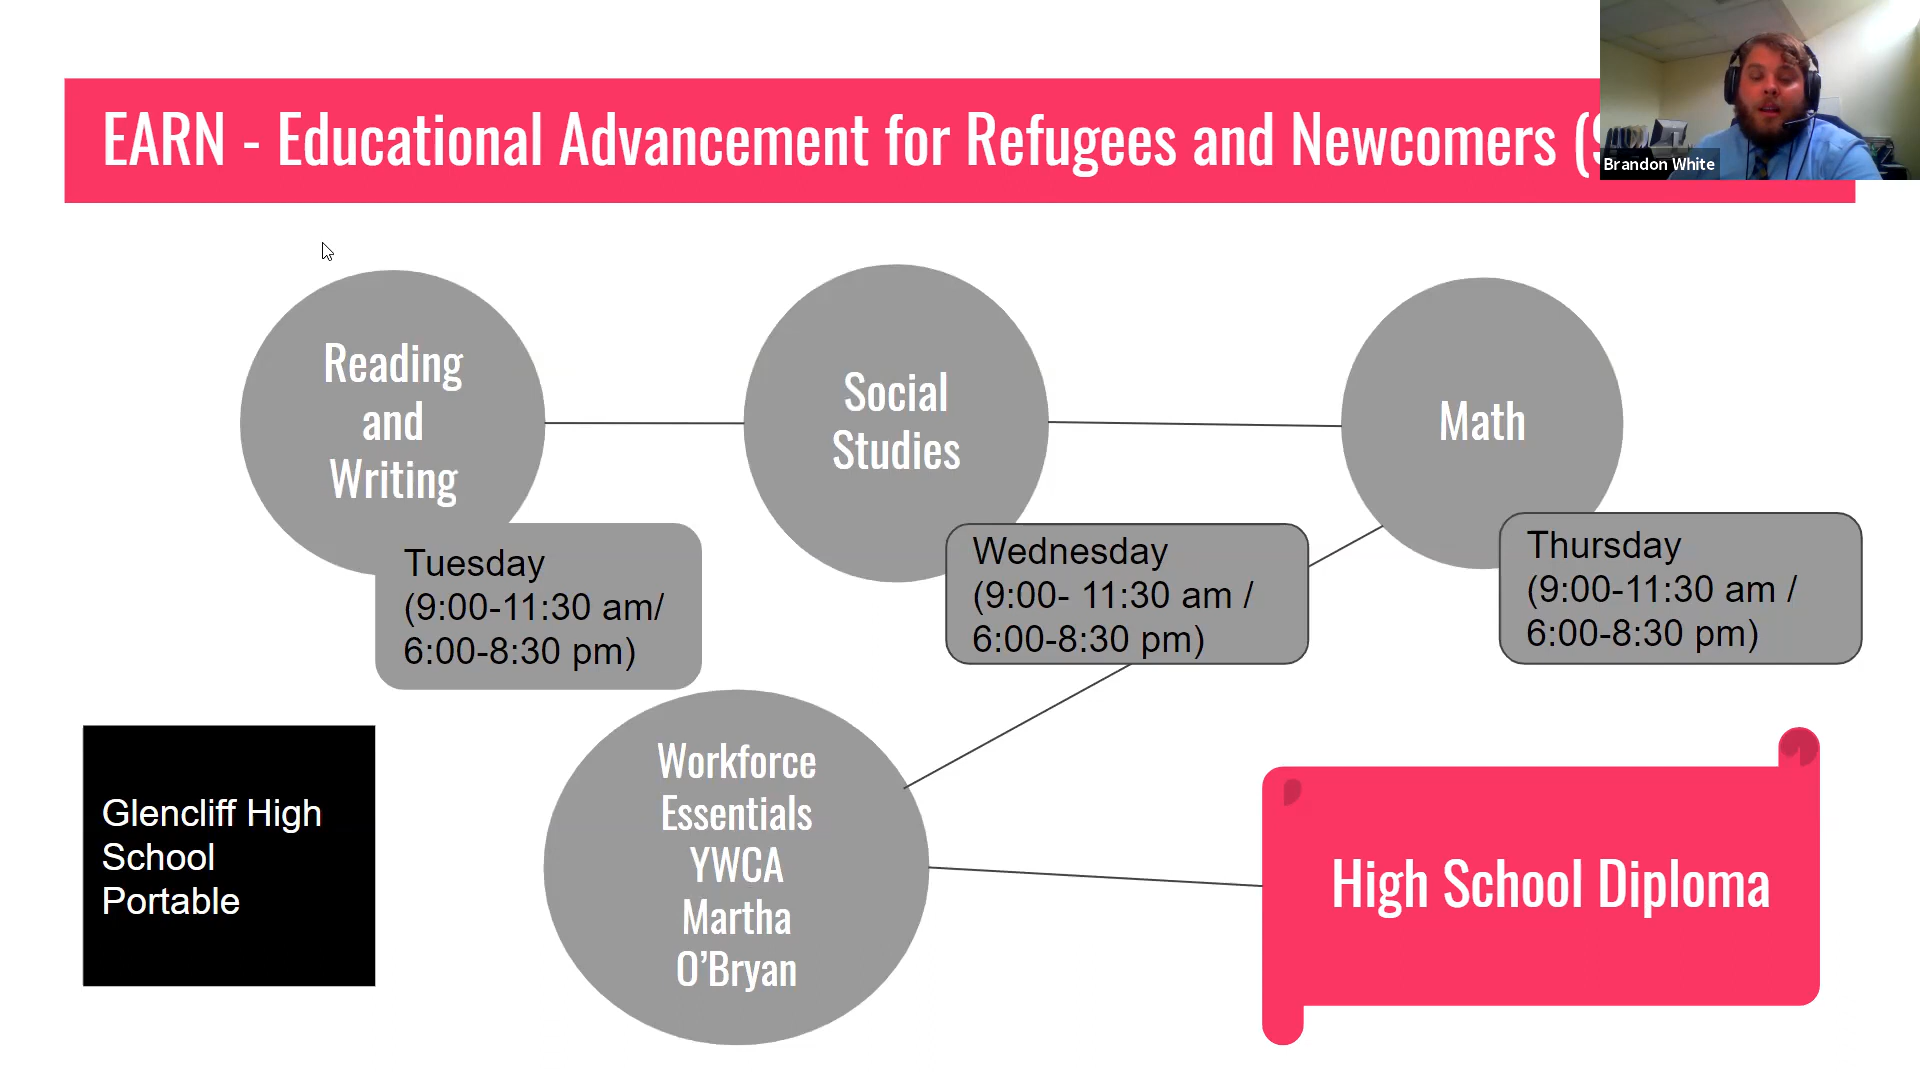 EARN - Educational Advancement for Refugees and Newcomers (
Brandon White
Reading
and
Writing
Social
Studies
Math
Tuesday
(9:00-11:30 am/
6:00-8:30 pm)
Wednesday
(9:00- 11:30 am /
6:00-8:30 pm)
Thursday
(9:00-11:30 am /
6:00-8:30 pm)
Glencliff High
School
Portable
Workforce
Essentials
YWCA
Martha
O’Bryan
High School Diploma